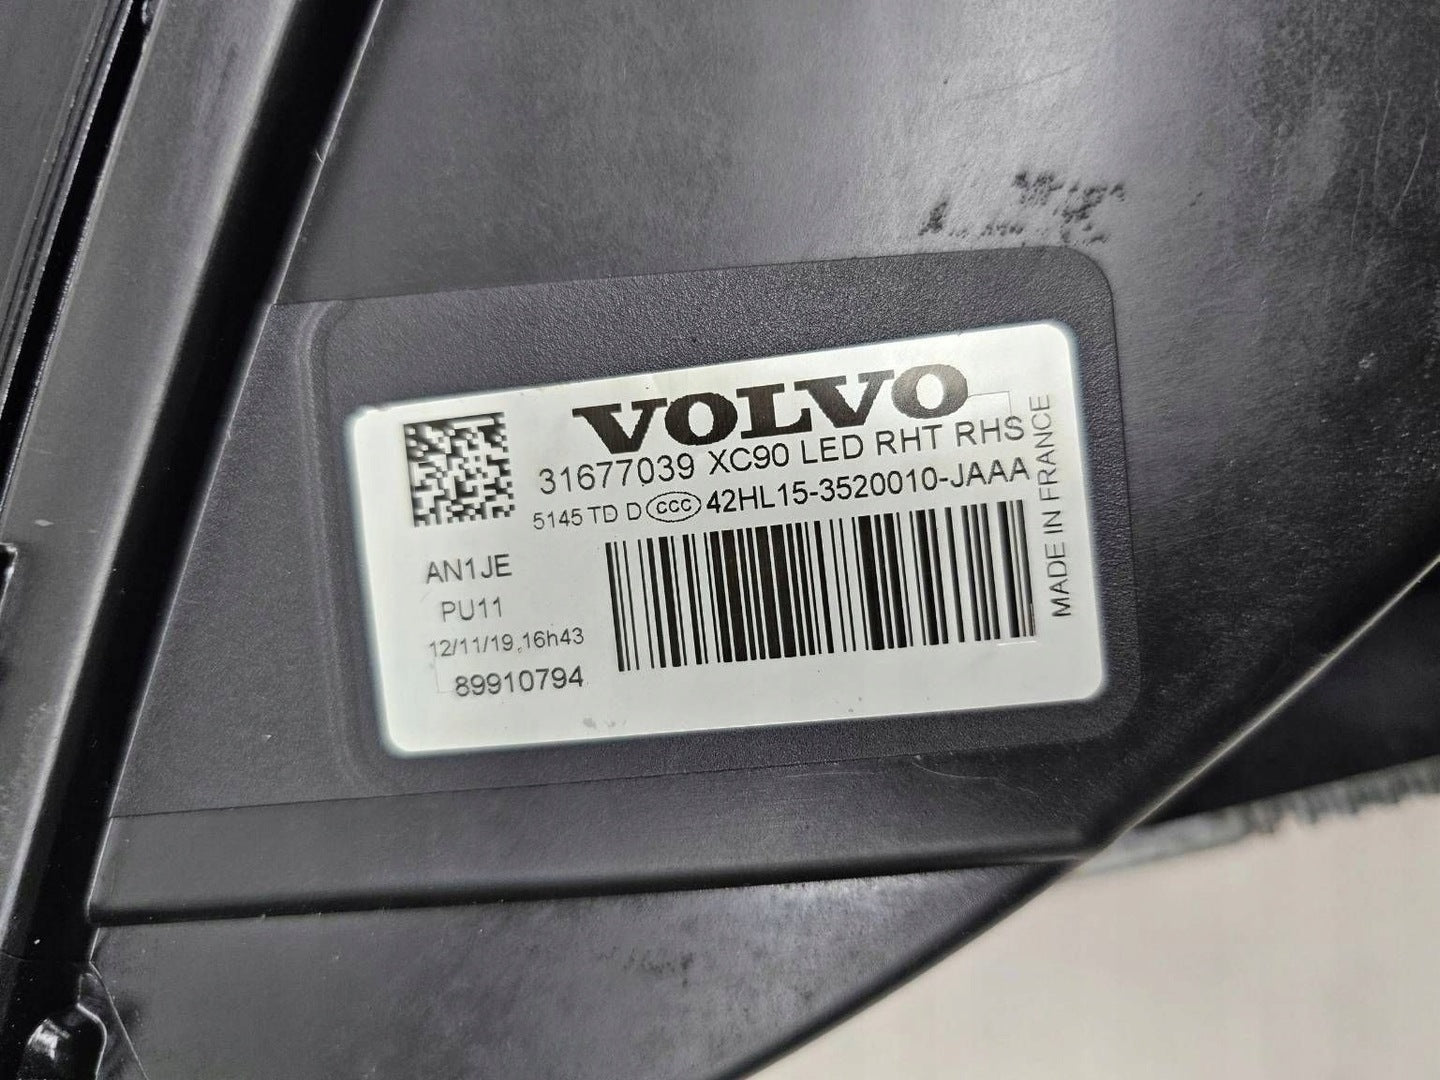 VOLVO
31677039 XC90 LED RHT RHS
5145 TD D CCC 42HL15-3520010-JAAA
AN1JE
PU11
12/11/19,16h43
89910794
MADE IN FRANCE